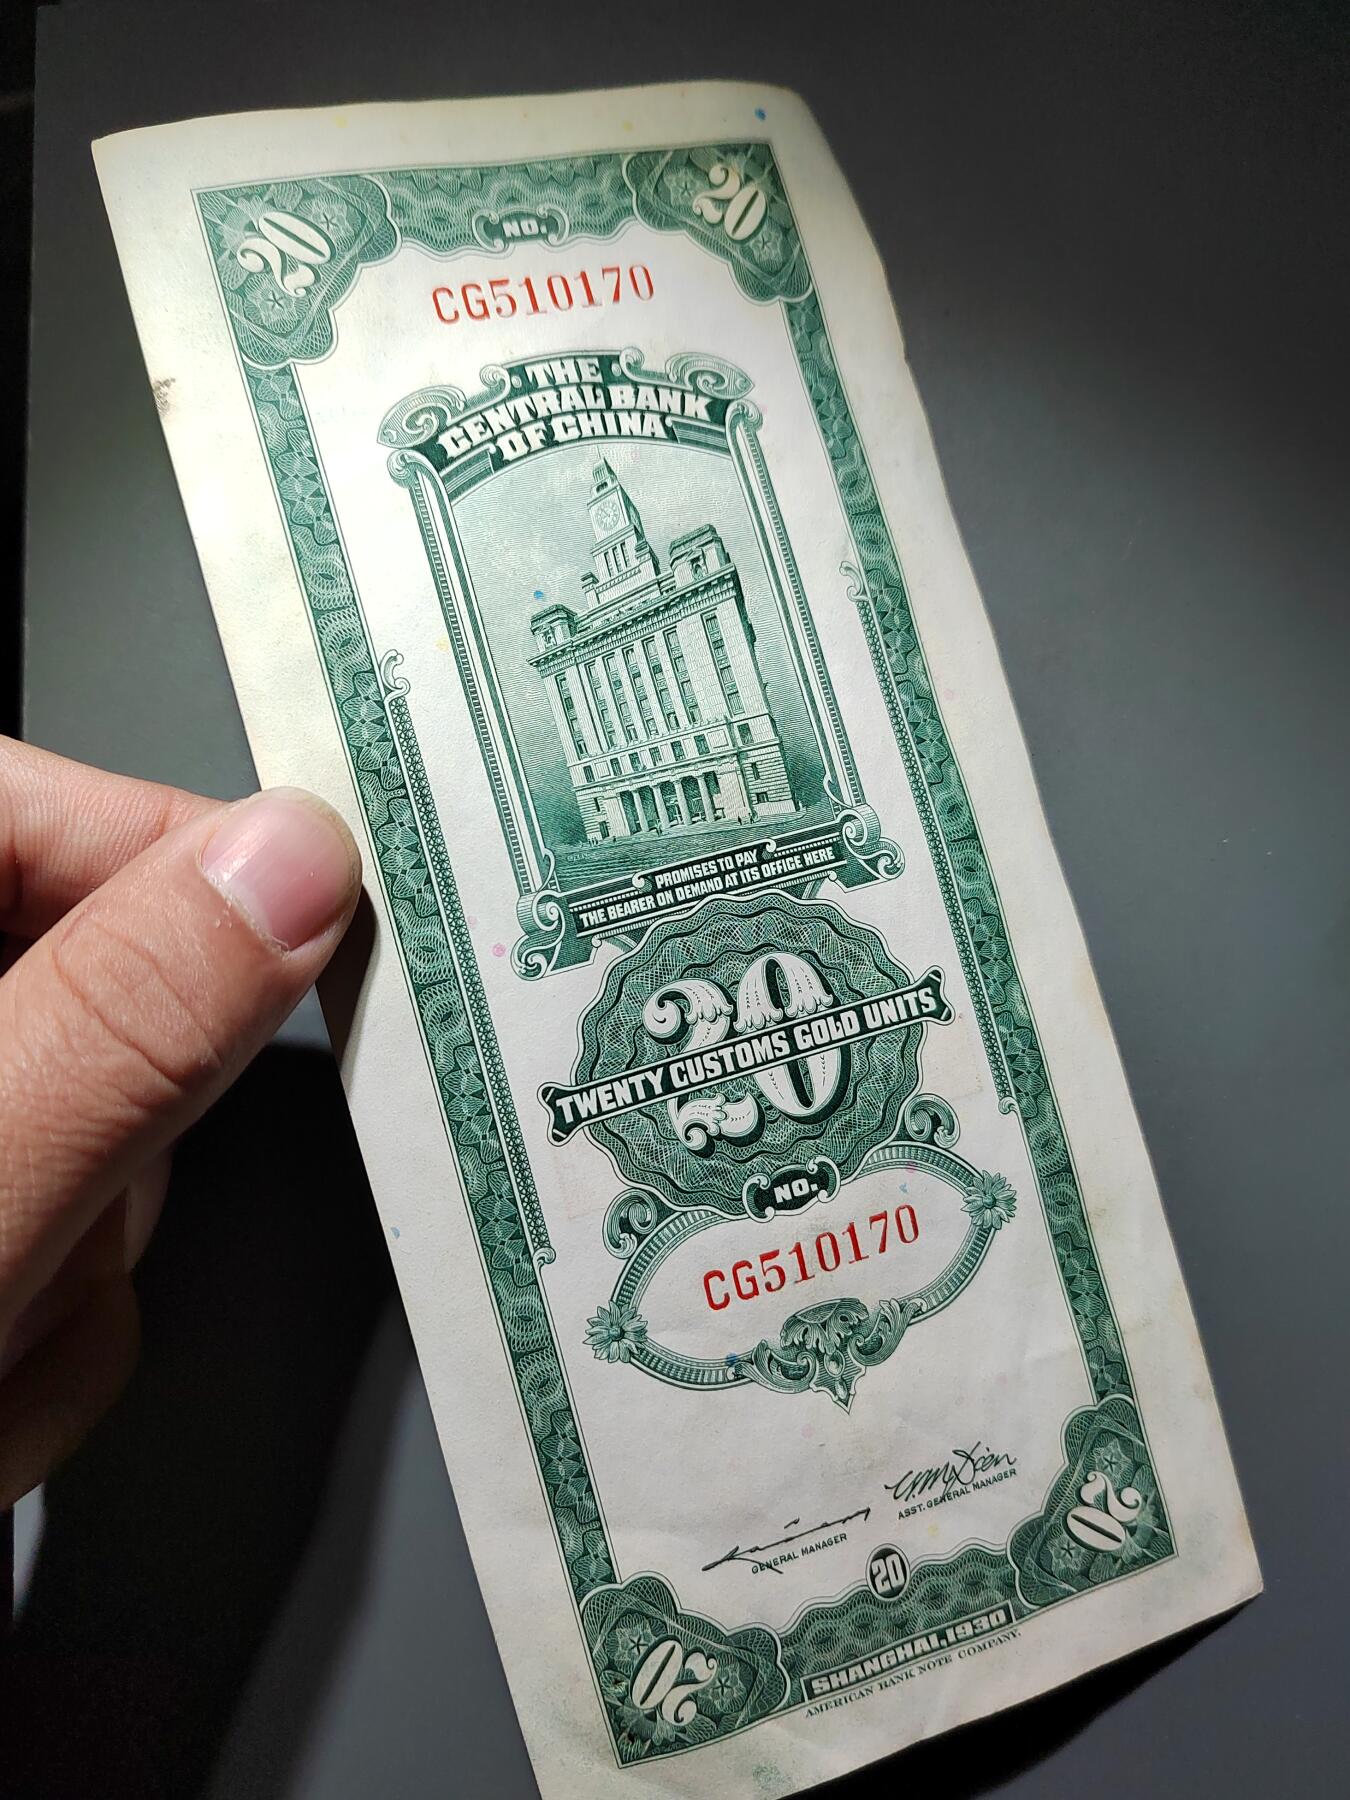 20
20
NO.
CG510170
THE
CENTRAL BANK
OF CHINA
PROMISES TO PAY
THE BEARER ON DEMAND AT ITS OFFICE HERE
20
TWENTY CUSTOMS GOLD UNITS
NO.
CG510170
GENERAL MANAGER
ASST. GENERAL MANAGER
20
20
20
SHANGHAI, 1930
AMERICAN BANK NOTE COMPANY.